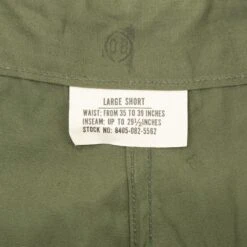 LARGE SHORT
WAIST: FROM 35 TO 39 INCHES
INSEAM: UP TO 29½ INCHES
STOCK NO: 8405-082-5562